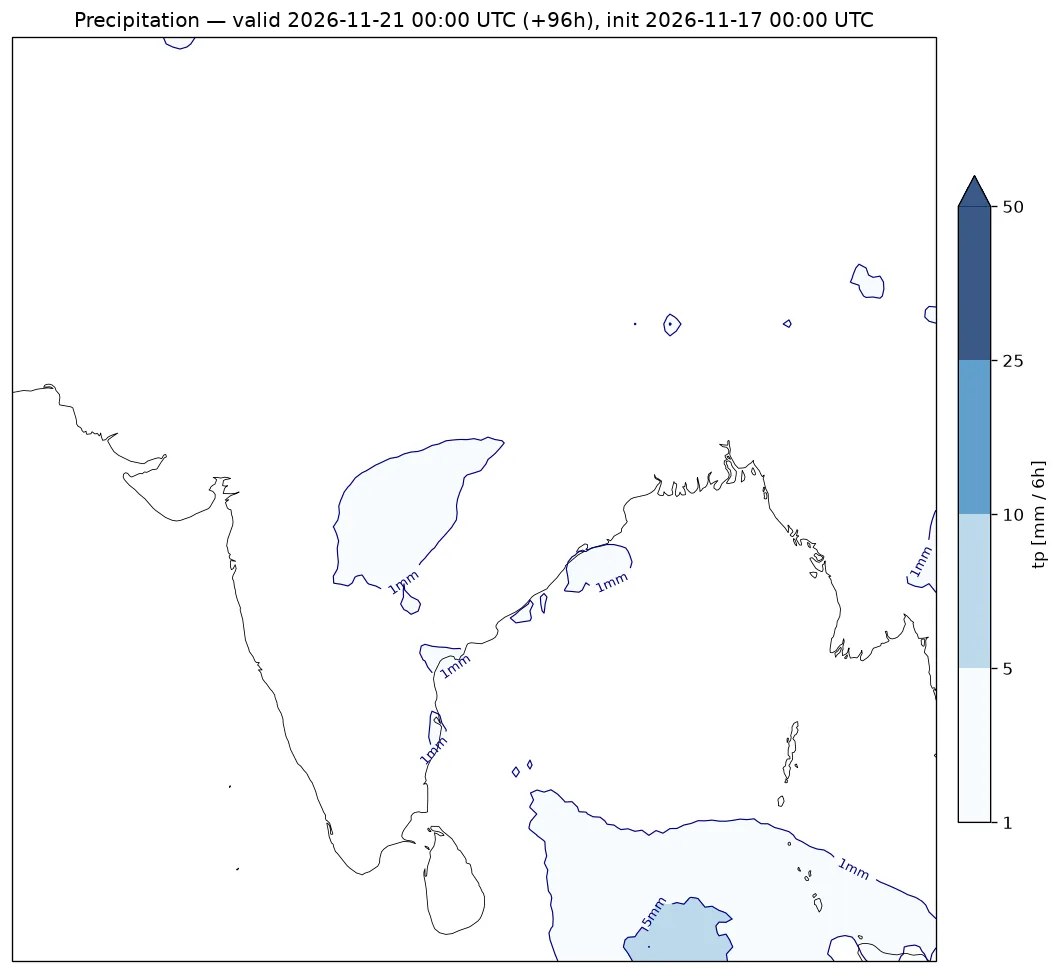 Precipitation — valid 2026-11-21 00:00 UTC (+96h), init 2026-11-17 00:00 UTC
50
25
10
5
1
tp [mm / 6h]
1mm
1mm
1mm
1mm
1mm
1mm
5mm